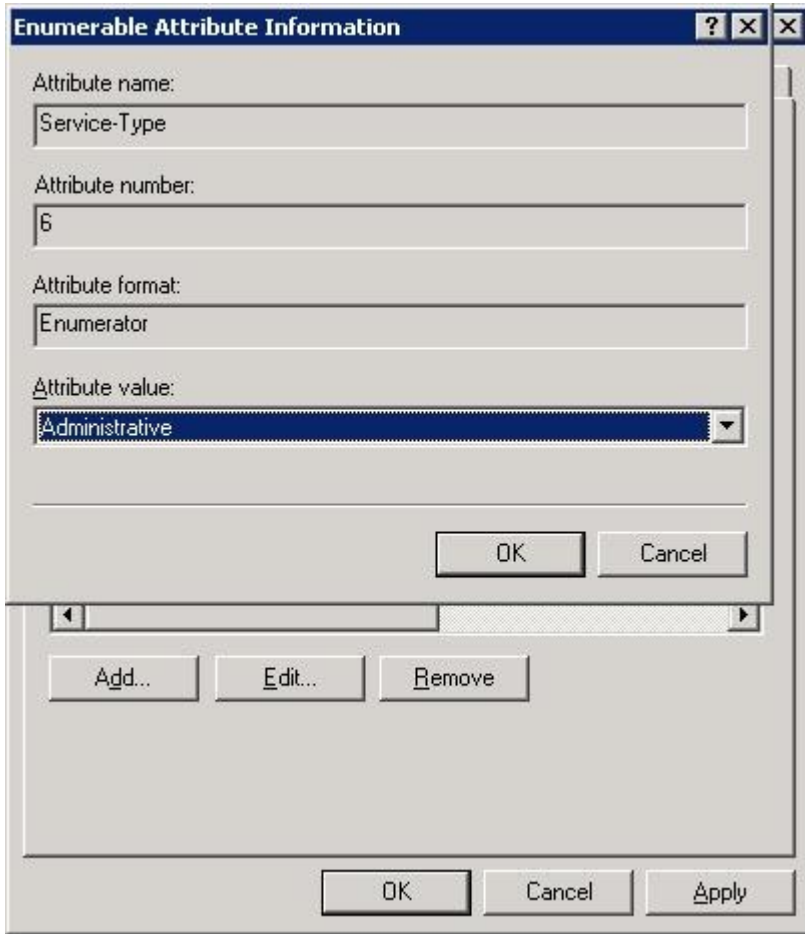 Enumerable Attribute Information
Attribute name:
Service-Type
Attribute number:
6
Attribute format:
Enumerator
Attribute value:
Administrative
OK Cancel
Add... Edit... Remove
OK Cancel Apply